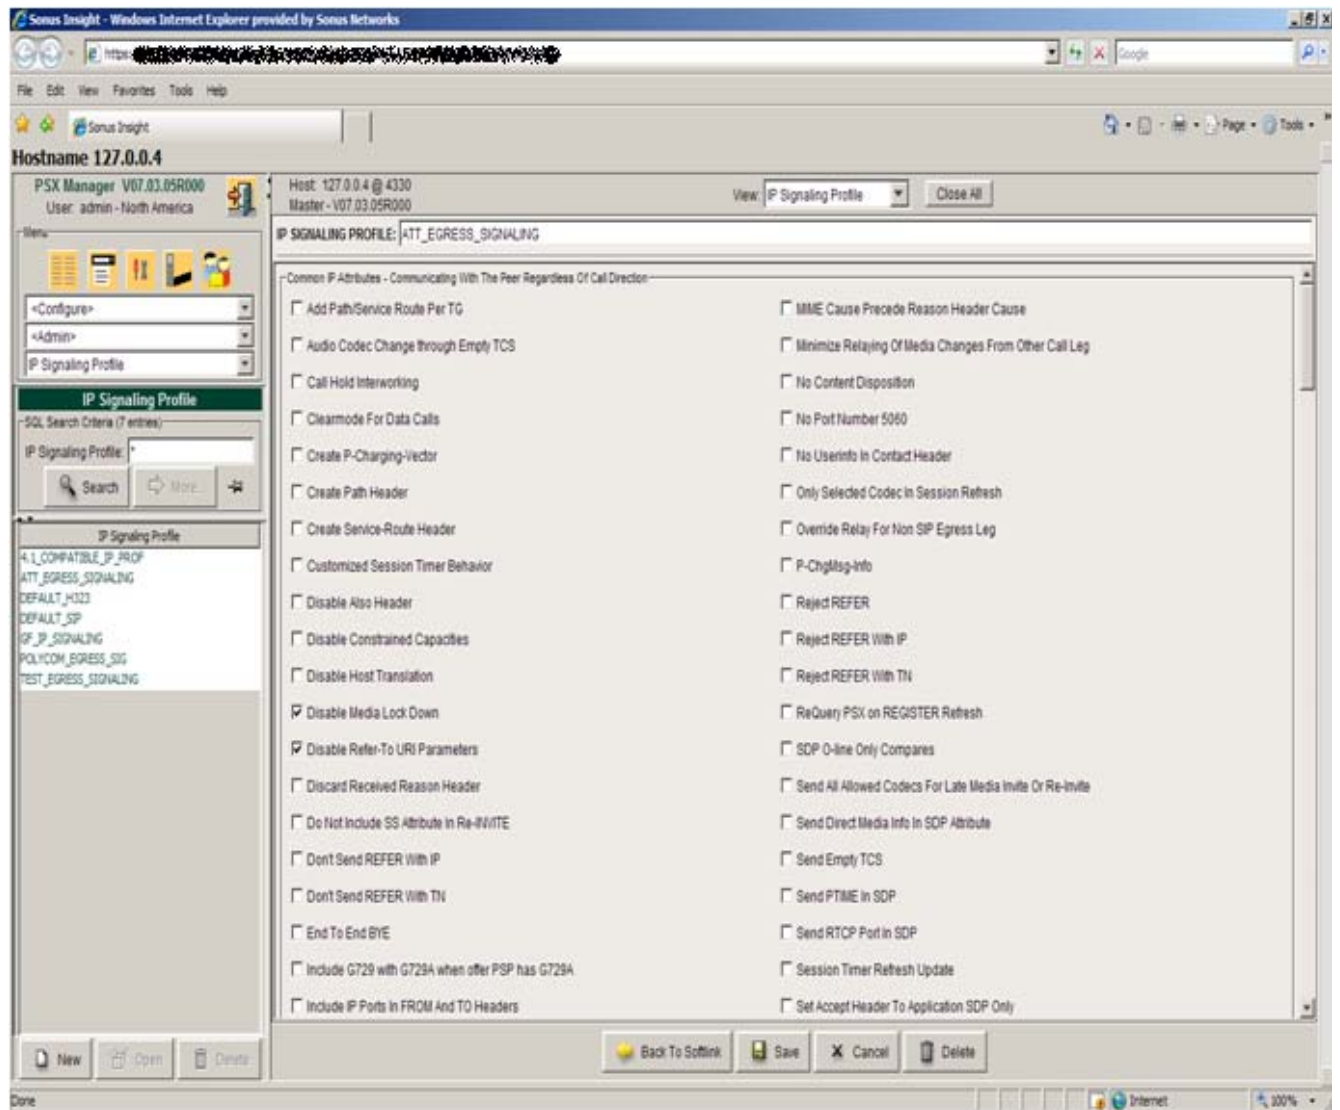 Sonus Insight - Windows Internet Explorer provided by Sonus Networks
https:
Google
File Edit View Favorites Tools Help
Sonus Insight
Page Tools
Hostname 127.0.0.4
PSX Manager V07.03.05R000
User: admin - North America
Host: 127.0.0.4 @ 4330
Master - V07.03.05R000
View: IP Signaling Profile
Close All
Menu
<Configure>
<Admin>
IP Signaling Profile
IP Signaling Profile
SQL Search Criteria (7 entries)
IP Signaling Profile: *
Search More...
IP Signaling Profile
4.1_COMPATIBLE_IP_PROF
ATT_EGRESS_SIGNALING
DEFAULT_H323
DEFAULT_SIP
GF_IP_SIGNALING
POLYCOM_EGRESS_SIG
TEST_EGRESS_SIGNALING
New Open Delete
IP SIGNALING PROFILE: ATT_EGRESS_SIGNALING
Common IP Attributes - Communicating With The Peer Regardless Of Call Direction
Add Path/Service Route Per TG
Audio Codec Change through Empty TCS
Call Hold Interworking
Clearmode For Data Calls
Create P-Charging-Vector
Create Path Header
Create Service-Route Header
Customized Session Timer Behavior
Disable Also Header
Disable Constrained Capacities
Disable Host Translation
Disable Media Lock Down
Disable Refer-To URI Parameters
Discard Received Reason Header
Do Not Include SS Attribute In Re-INVITE
Don't Send REFER With IP
Don't Send REFER With TN
End To End BYE
Include G729 with G729A when offer PSP has G729A
Include IP Ports In FROM And TO Headers
MIME Cause Precede Reason Header Cause
Minimize Relaying Of Media Changes From Other Call Leg
No Content Disposition
No Port Number 5060
No Userinfo In Contact Header
Only Selected Codec In Session Refresh
Override Relay For Non SIP Egress Leg
P-ChgMsg-Info
Reject REFER
Reject REFER With IP
Reject REFER With TN
ReQuery PSX on REGISTER Refresh
SDP O-line Only Compares
Send All Allowed Codecs For Late Media Invite Or Re-Invite
Send Direct Media Info In SDP Attribute
Send Empty TCS
Send PTIME In SDP
Send RTCP Port In SDP
Session Timer Refresh Update
Set Accept Header To Application SDP Only
Back To Softlink Save Cancel Delete
Done
Internet
100%